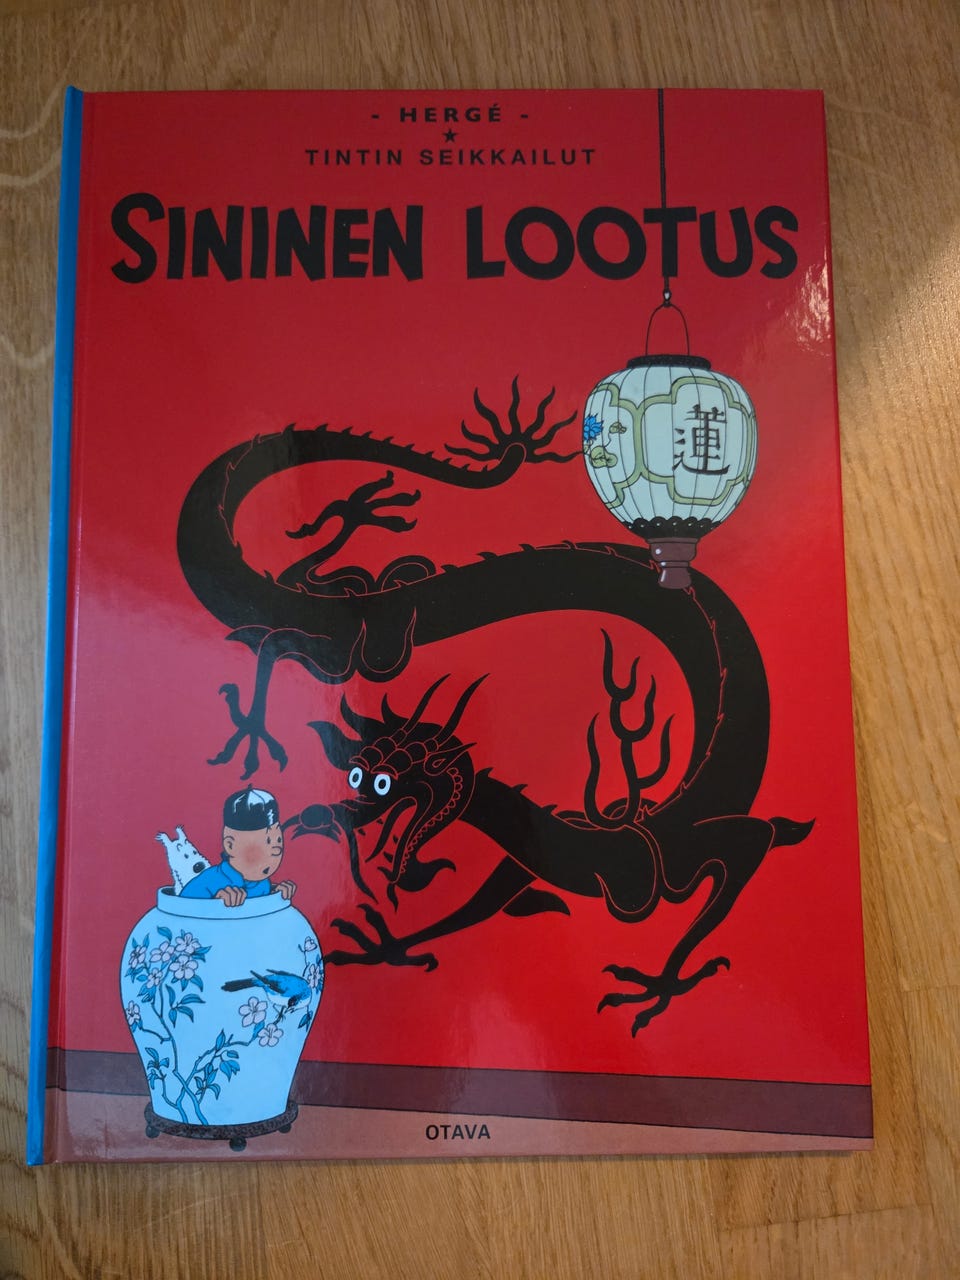 - HERGÉ -
★
TINTIN SEIKKAILUT
SININEN LOOTUS
蓮
OTAVA